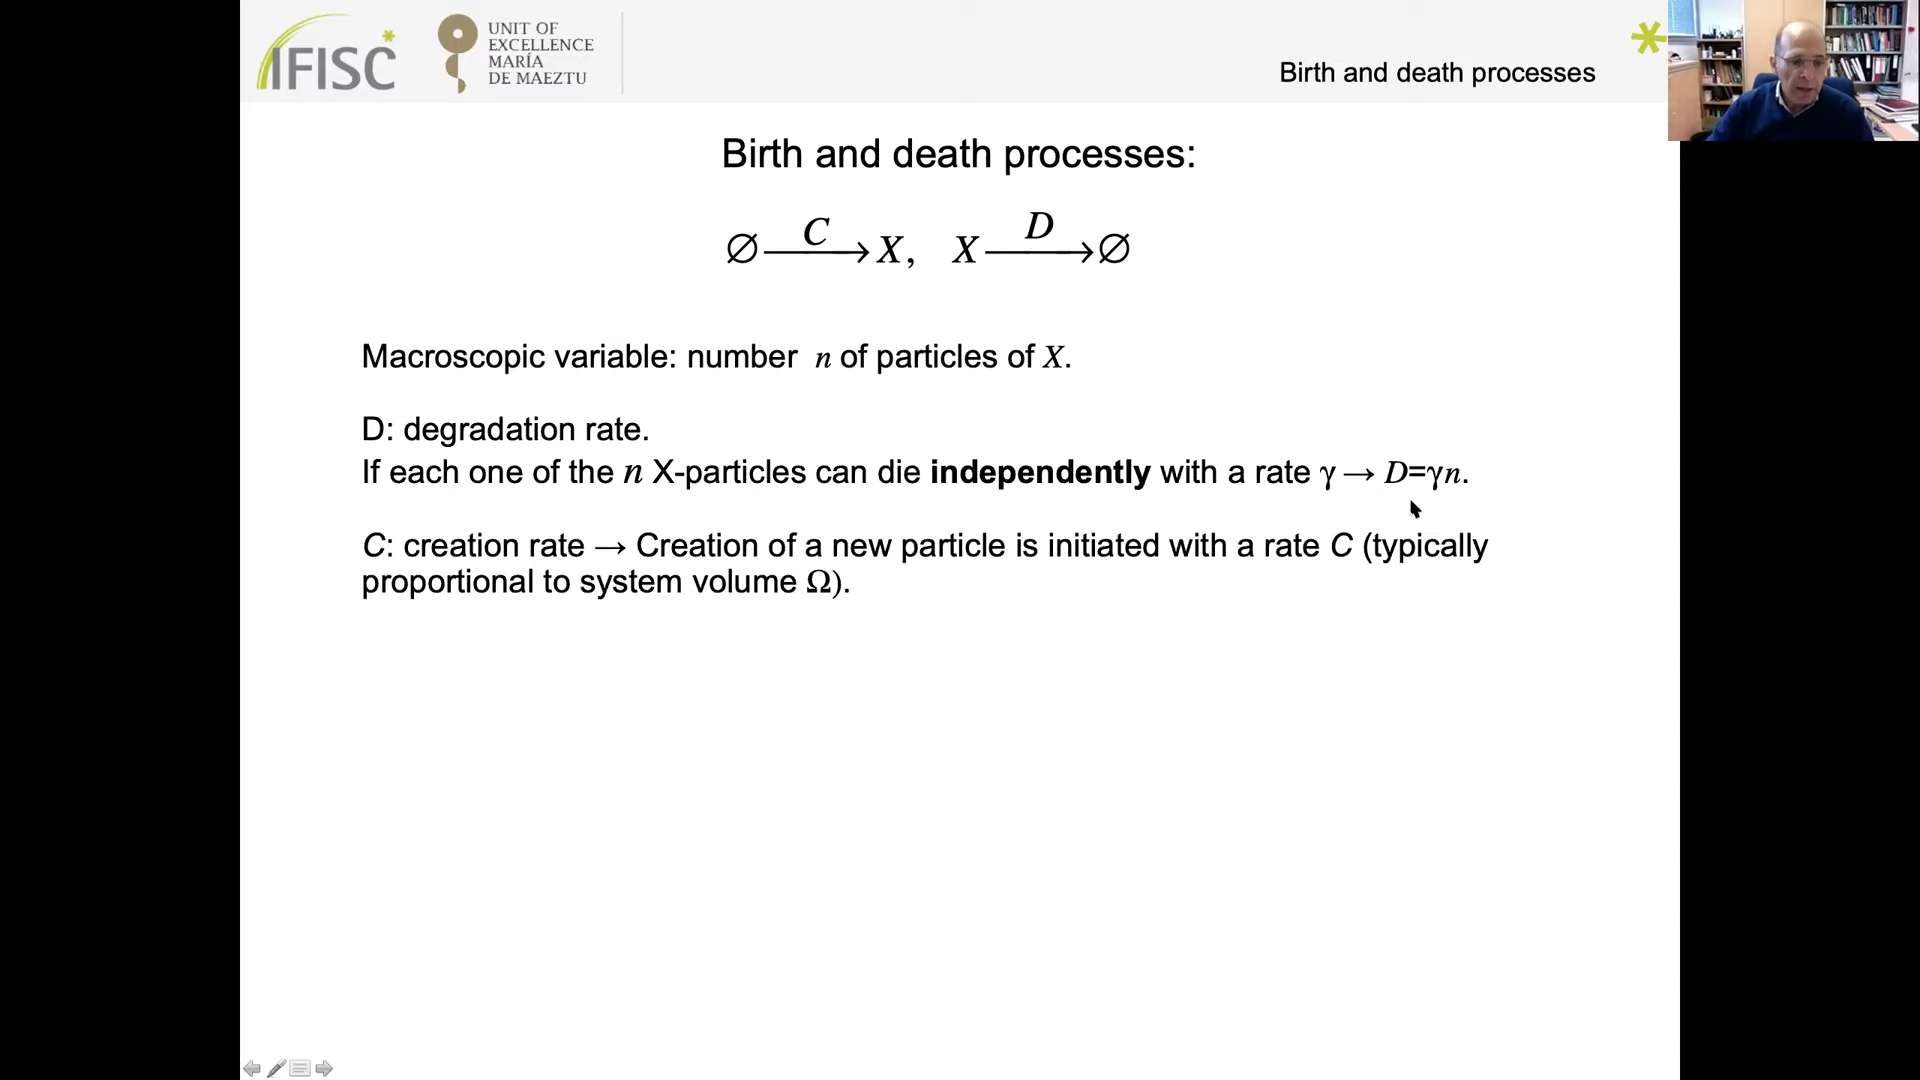 IFISC
UNIT OF
EXCELLENCE
MARÍA
DE MAEZTU
Birth and death processes
Birth and death processes:
∅ —C→ X, X —D→ ∅
Macroscopic variable: number n of particles of X.
D: degradation rate.
If each one of the n X-particles can die independently with a rate γ → D=γn.
C: creation rate → Creation of a new particle is initiated with a rate C (typically
proportional to system volume Ω).